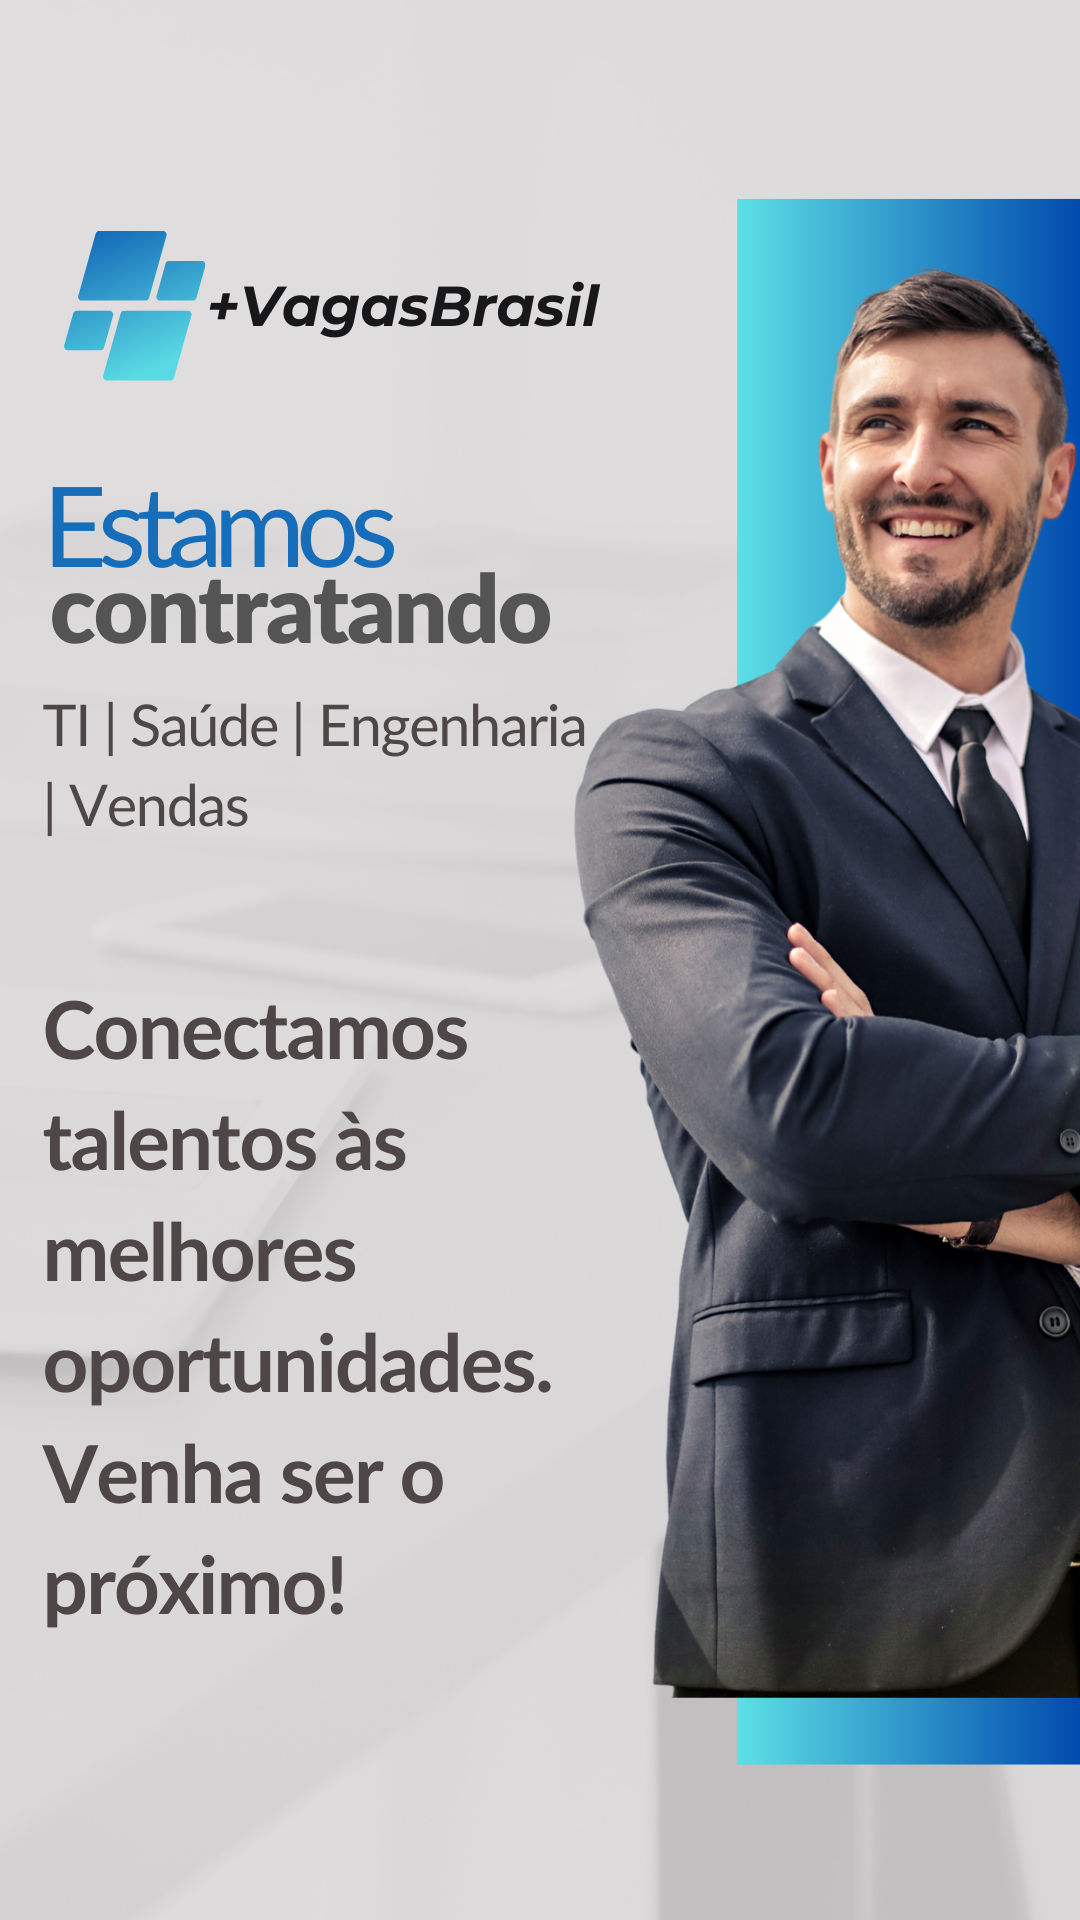 +VagasBrasil
Estamos
contratando
TI | Saúde | Engenharia
| Vendas
Conectamos
talentos às
melhores
oportunidades.
Venha ser o
próximo!